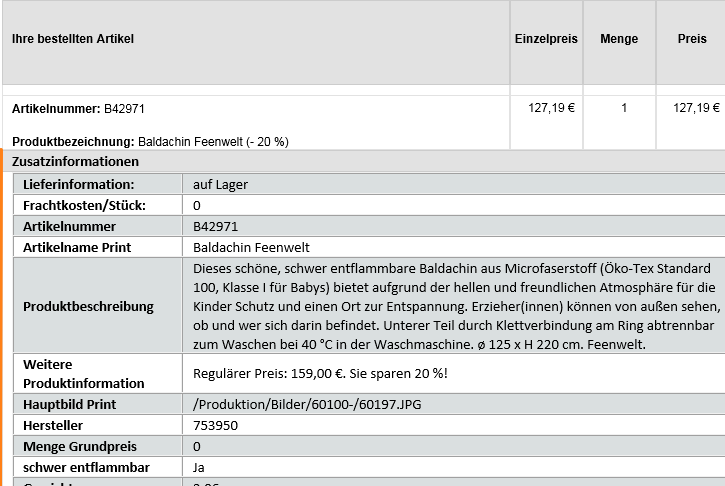 Ihre bestellten Artikel Einzelpreis Menge Preis
Artikelnummer: B42971 127,19 € 1 127,19 €
Produktbezeichnung: Baldachin Feenwelt (- 20 %)
Zusatzinformationen
Lieferinformation: auf Lager
Frachtkosten/Stück: 0
Artikelnummer B42971
Artikelname Print Baldachin Feenwelt
Produktbeschreibung
Dieses schöne, schwer entflammbare Baldachin aus Microfaserstoff (Öko-Tex Standard
100, Klasse I für Babys) bietet aufgrund der hellen und freundlichen Atmosphäre für die
Kinder Schutz und einen Ort zur Entspannung. Erzieher(innen) können von außen sehen,
ob und wer sich darin befindet. Unterer Teil durch Klettverbindung am Ring abtrennbar
zum Waschen bei 40 °C in der Waschmaschine. ø 125 x H 220 cm. Feenwelt.
Weitere
Produktinformation
Regulärer Preis: 159,00 €. Sie sparen 20 %!
Hauptbild Print /Produktion/Bilder/60100-/60197.JPG
Hersteller 753950
Menge Grundpreis 0
schwer entflammbar Ja